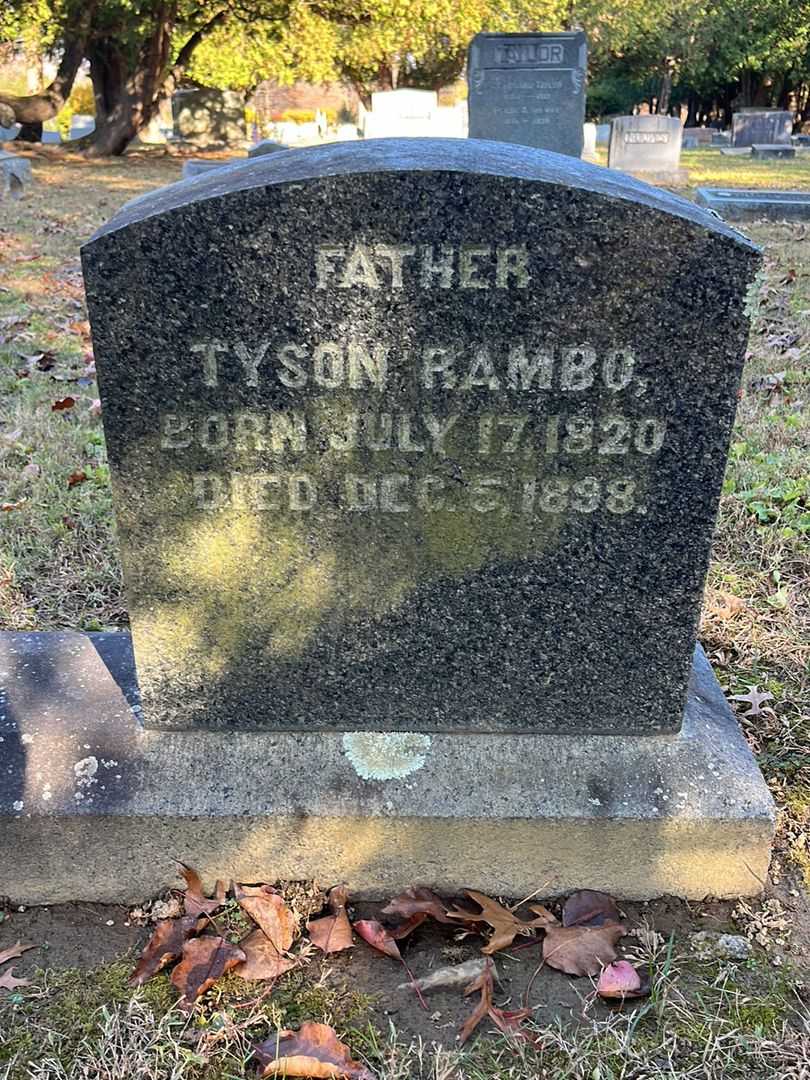 TAYLOR
FATHER
TYSON RAMBO,
BORN JULY 17, 1820
DIED DEC. 5, 1898.